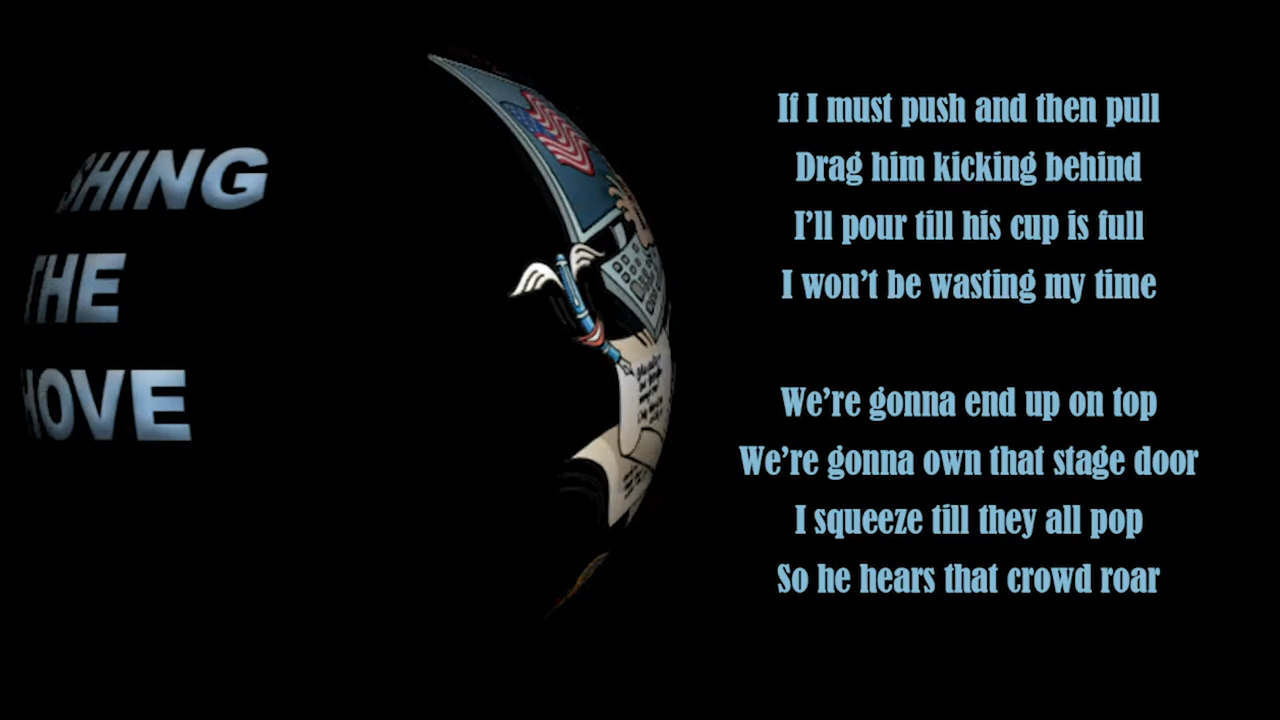 SHING
THE
HOVE
If I must push and then pull
Drag him kicking behind
I'll pour till his cup is full
I won't be wasting my time
We're gonna end up on top
We're gonna own that stage door
I squeeze till they all pop
So he hears that crowd roar